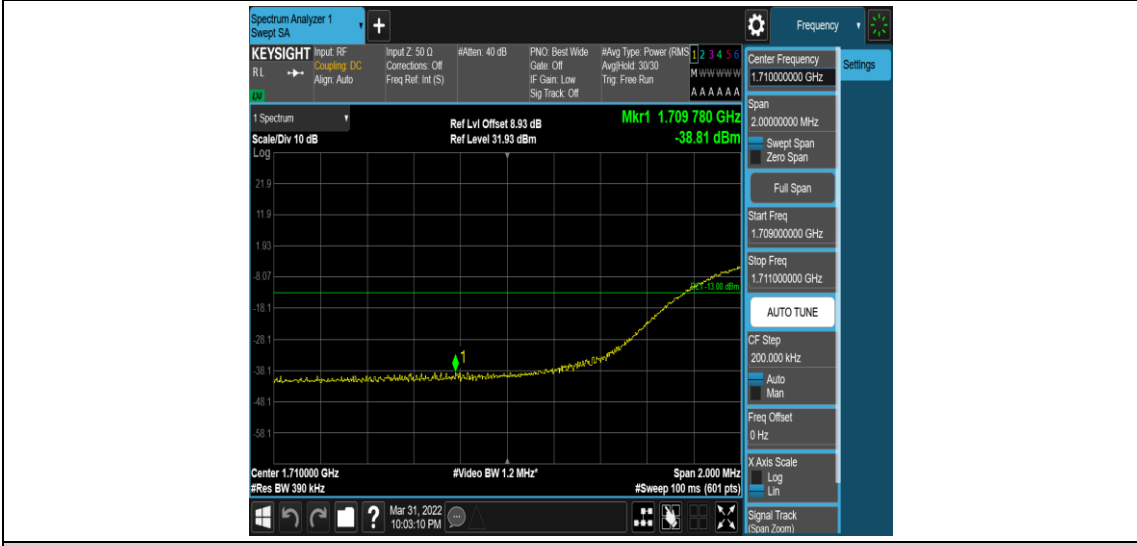 Spectrum Analyzer 1
Swept SA
+
Frequency
KEYSIGHT
RL
Input: RF
Coupling: DC
Align: Auto
Input Z: 50 Ω
Corrections: Off
Freq Ref: Int (S)
#Atten: 40 dB
PNO: Best Wide
Gate: Off
IF Gain: Low
Sig Track: Off
#Avg Type: Power (RMS
Avg|Hold: 30/30
Trig: Free Run
1 2 3 4 5 6
M W W W W W
A A A A A A
1 Spectrum
Scale/Div 10 dB
Log
Ref Lvl Offset 8.93 dB
Ref Level 31.93 dBm
Mkr1 1.709 780 GHz
-38.81 dBm
21.9
11.9
1.93
-8.07
-18.1
-28.1
-38.1
-48.1
-58.1
1
-13.00 dBm
Center 1.71000 GHz
#Res BW 390 kHz
#Video BW 1.2 MHz*
Span 2.000 MHz
#Sweep 100 ms (601 pts)
?
Mar 31, 2022
10:03:10 PM
Center Frequency
1.710000000 GHz
Settings
Span
2.00000000 MHz
Swept Span
Zero Span
Full Span
Start Freq
1.709000000 GHz
Stop Freq
1.711000000 GHz
AUTO TUNE
CF Step
200.000 kHz
Auto
Man
Freq Offset
0 Hz
X Axis Scale
Log
Lin
Signal Track
(Span Zoom)